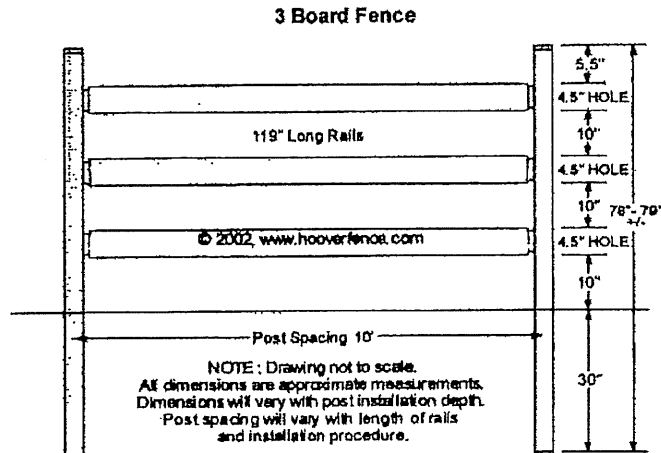 3 Board Fence
5.5"
4.5" HOLE
119" Long Rails
10"
4.5" HOLE
10"
78"- 79"
+/-
© 2002, www.hooverfence.com
4.5" HOLE
10"
Post Spacing 10'
NOTE : Drawing not to scale.
All dimensions are approximate measurements.
Dimensions will vary with post installation depth.
Post spacing will vary with length of rails
and installation procedure.
30"